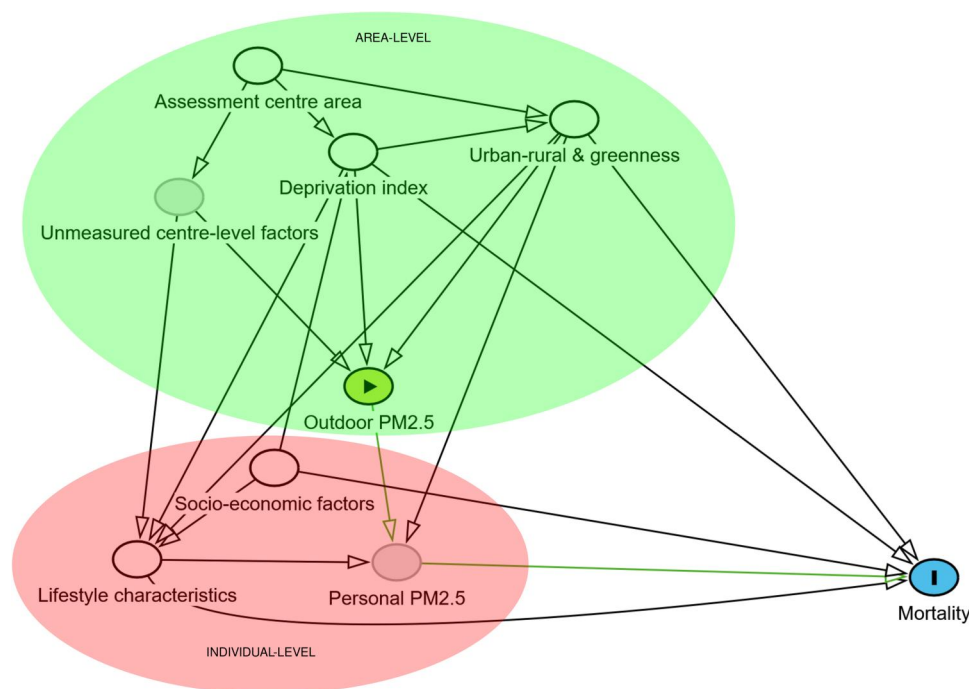 AREA-LEVEL
Assessment centre area
Urban-rural & greenness
Deprivation index
Unmeasured centre-level factors
Outdoor PM2.5
Socio-economic factors
Lifestyle characteristics
Personal PM2.5
Mortality
INDIVIDUAL-LEVEL